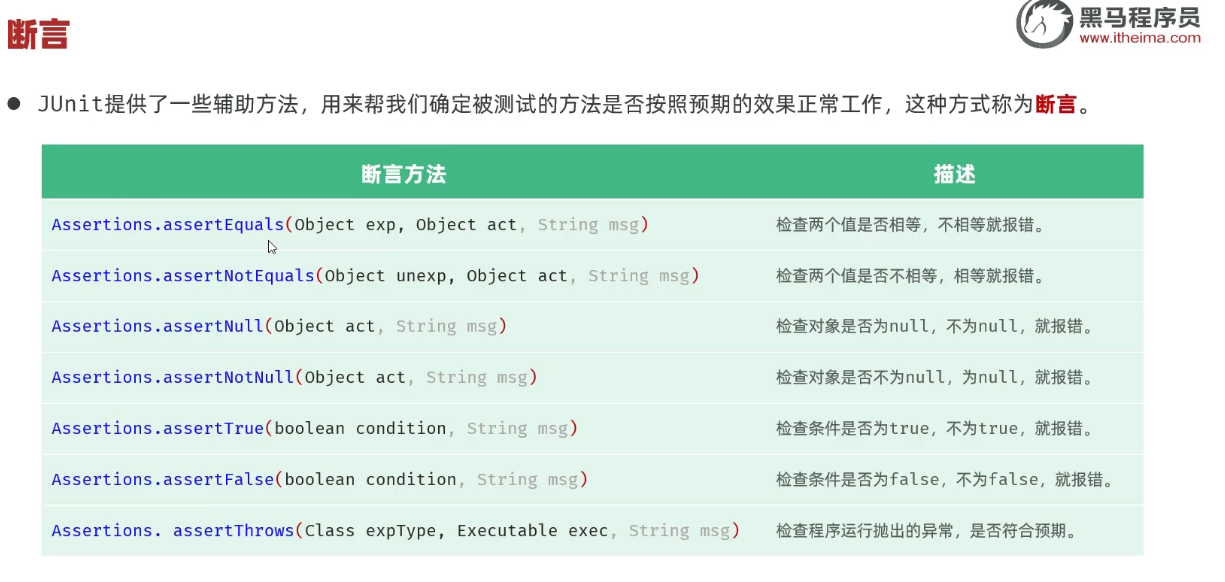 断言
黑马程序员
www.itheima.com
● JUnit提供了一些辅助方法，用来帮我们确定被测试的方法是否按照预期的效果正常工作，这种方式称为断言。
断言方法 描述
Assertions.assertEquals(Object exp, Object act, String msg) 检查两个值是否相等，不相等就报错。
Assertions.assertNotEquals(Object unexp, Object act, String msg) 检查两个值是否不相等，相等就报错。
Assertions.assertNull(Object act, String msg) 检查对象是否为null，不为null，就报错。
Assertions.assertNotNull(Object act, String msg) 检查对象是否不为null，为null，就报错。
Assertions.assertTrue(boolean condition, String msg) 检查条件是否为true，不为true，就报错。
Assertions.assertFalse(boolean condition, String msg) 检查条件是否为false，不为false，就报错。
Assertions. assertThrows(Class expType, Executable exec, String msg) 检查程序运行抛出的异常，是否符合预期。